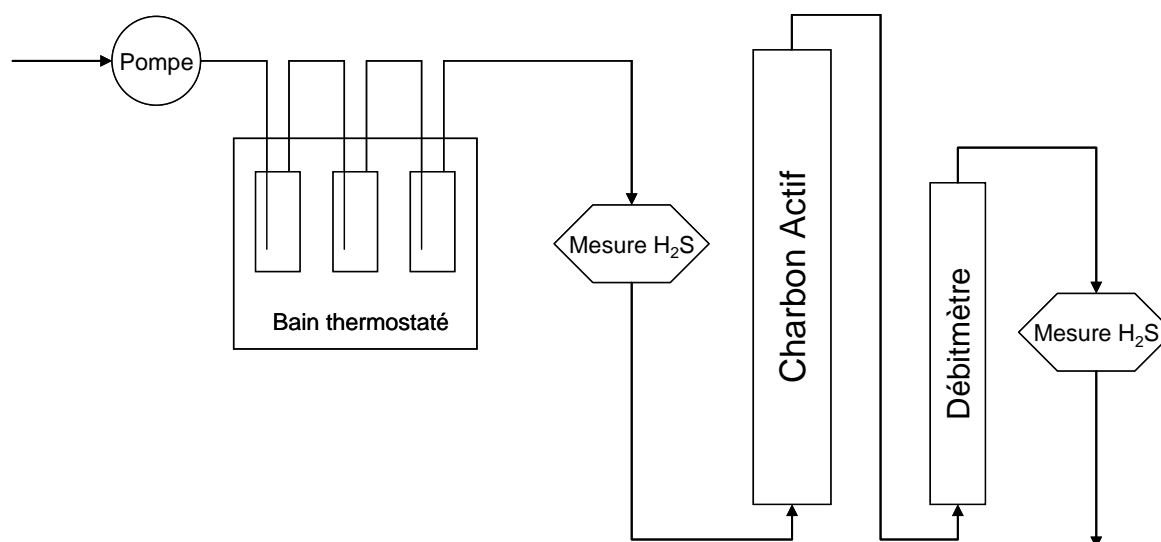 Pompe
Bain thermostaté
Mesure H₂S
Charbon Actif
Débitmètre
Mesure H₂S